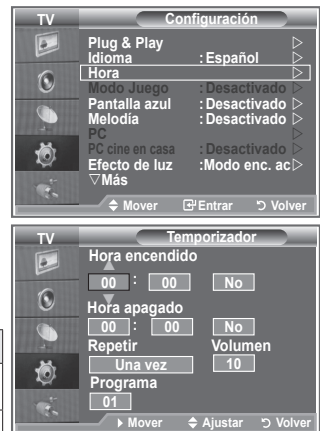 TV Configuración
Plug & Play
Idioma : Español
Hora
Modo Juego : Desactivado
Pantalla azul : Desactivado
Melodía : Desactivado
PC
PC cine en casa : Desactivado
Efecto de luz :Modo enc. ac
Más
Mover Entrar Volver
TV Temporizador
Hora encendido
00 : 00 No
Hora apagado
00 : 00 No
Repetir Volumen
Una vez 10
Programa
01
Mover Ajustar Volver